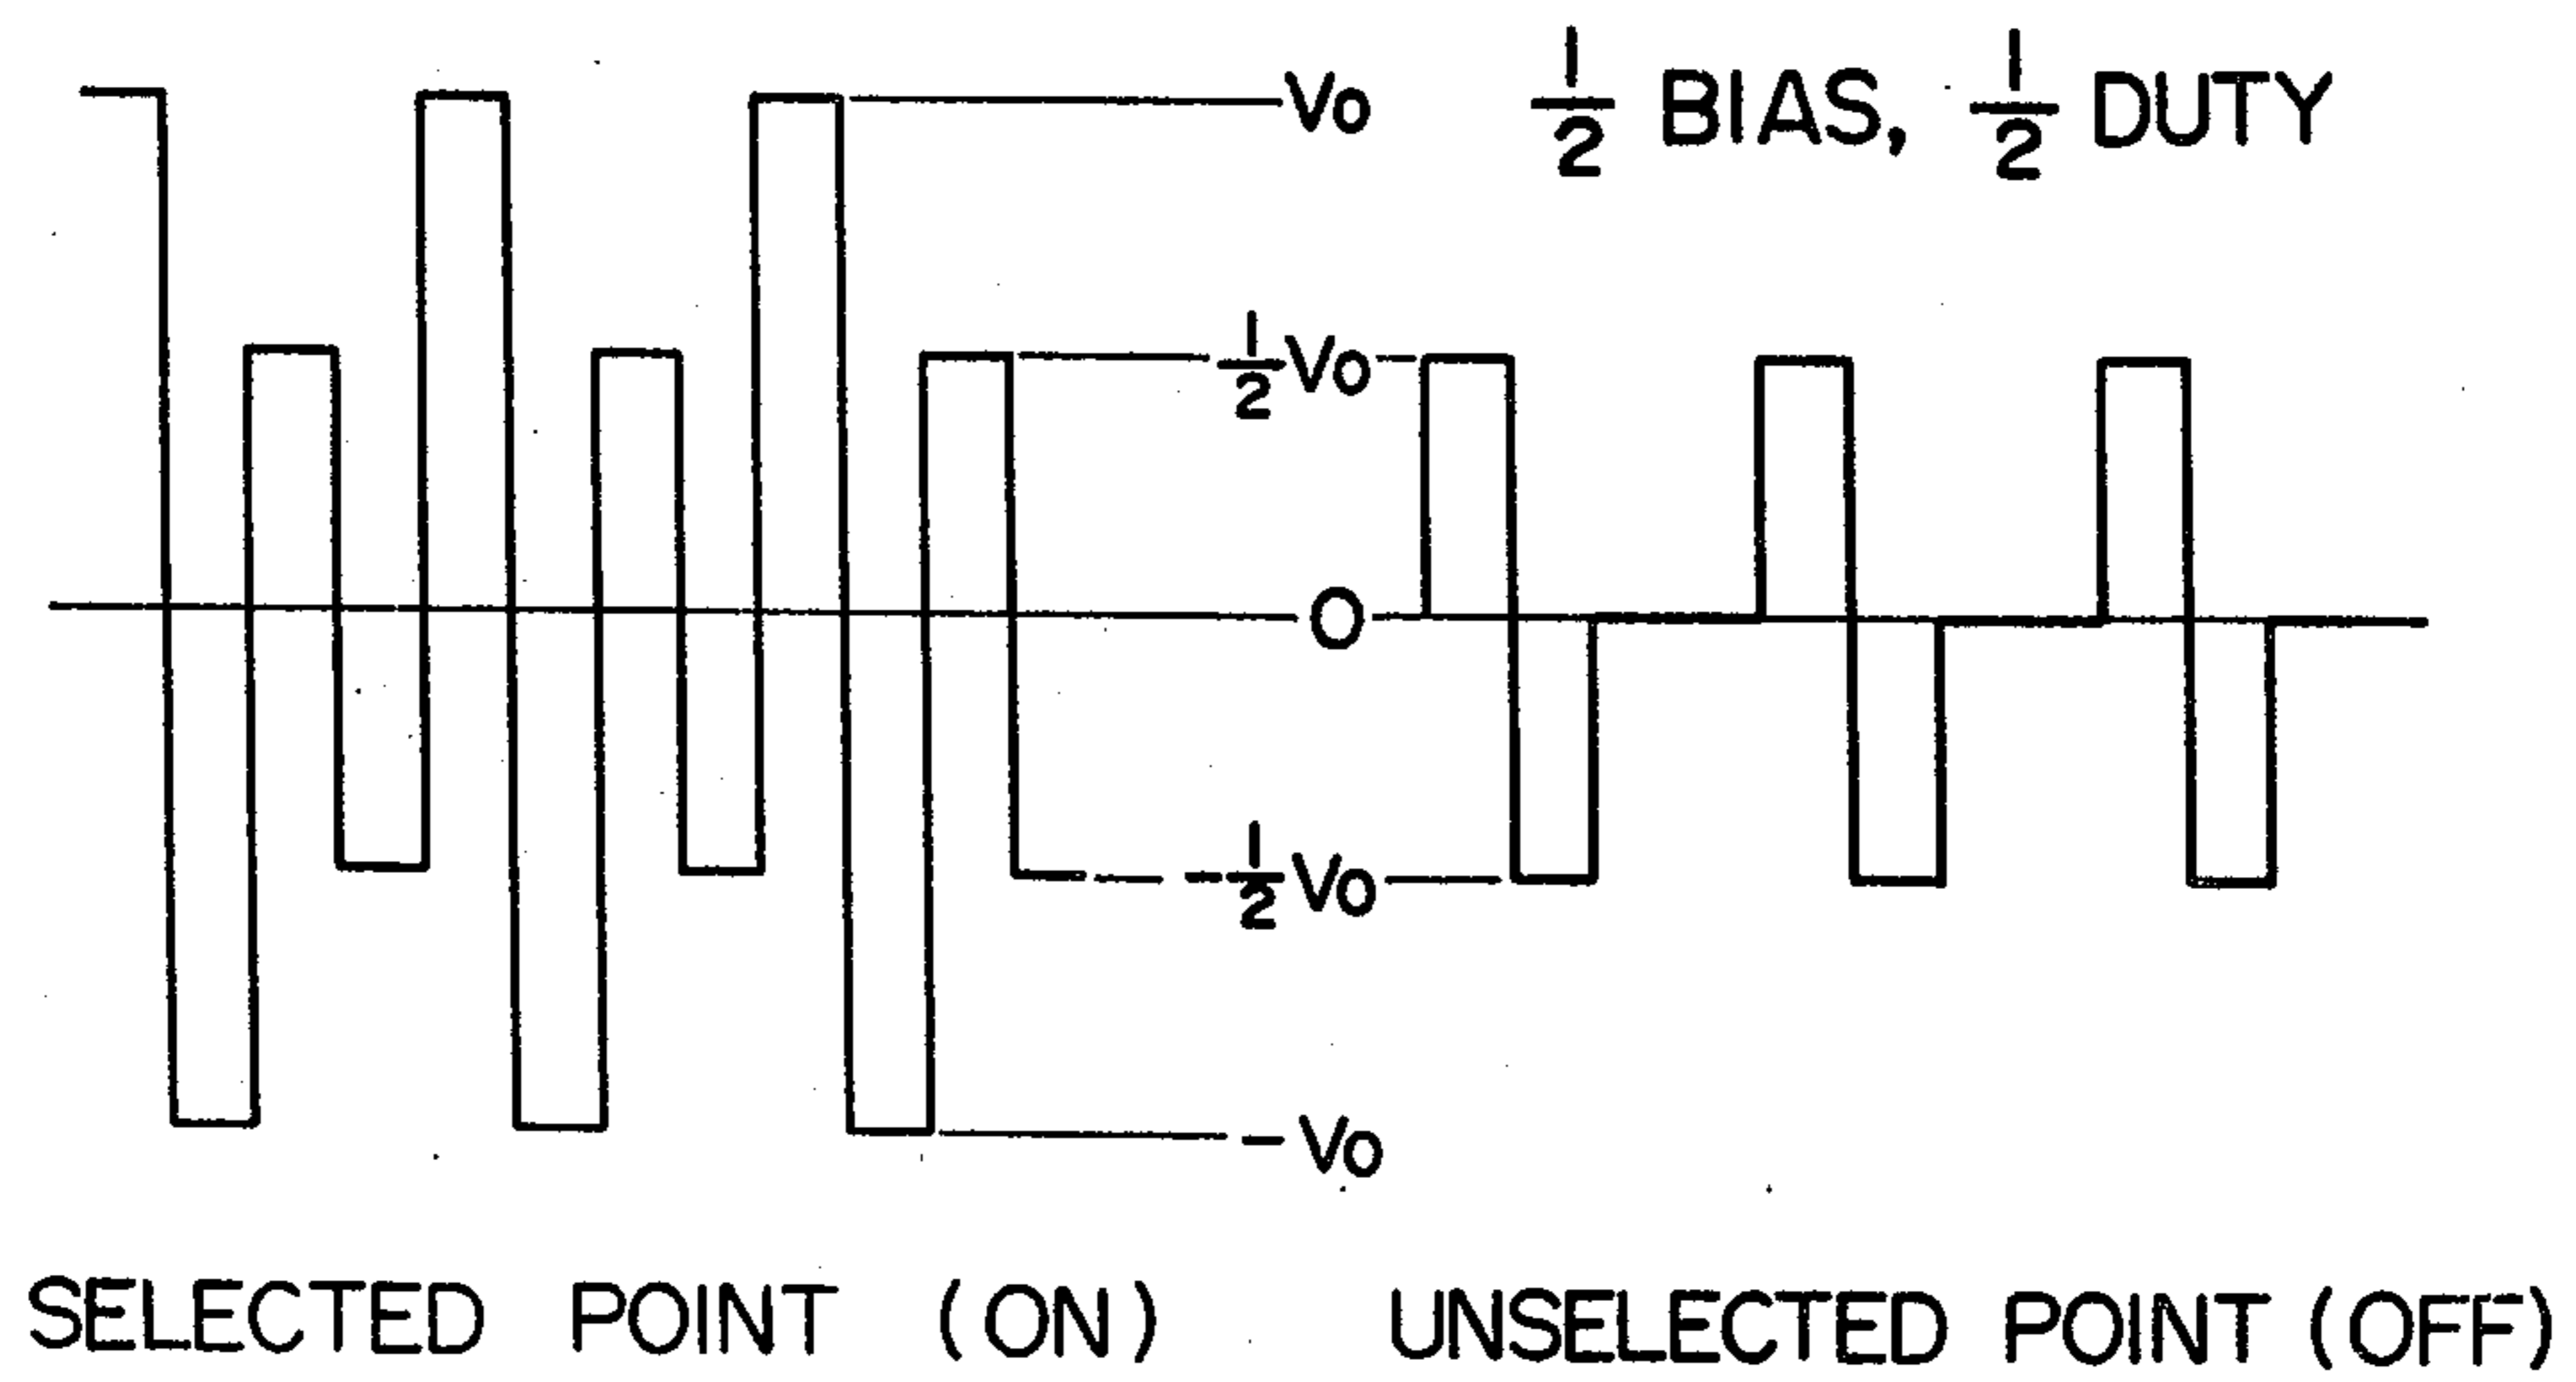 Vo
1/2 BIAS, 1/2 DUTY
1/2 Vo
O
-1/2 Vo
- Vo
SELECTED POINT (ON)
UNSELECTED POINT (OFF)